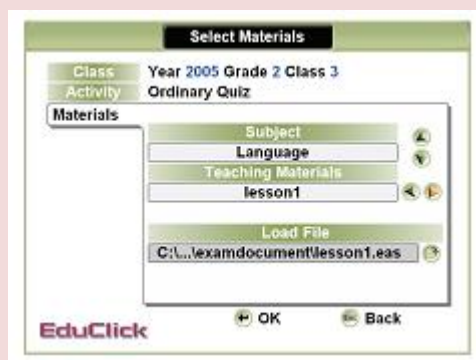 Select Materials
Class Year 2005 Grade 2 Class 3
Activity Ordinary Quiz
Materials
Subject
Language
Teaching Materials
lesson1
Load File
C:\...\examdocument\lesson1.eas
EduClick OK Back